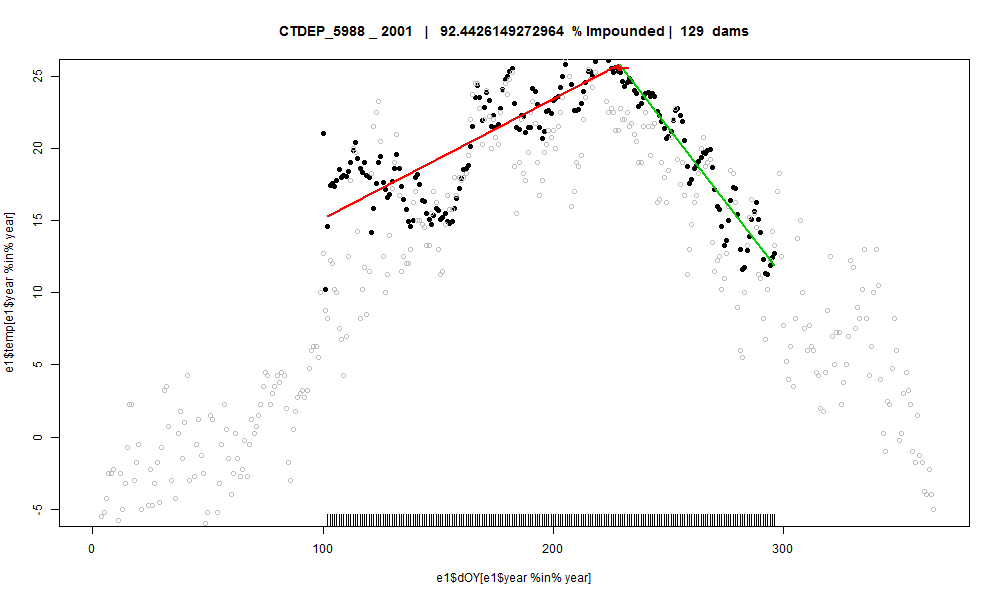 CTDEP_5988 _ 2001 | 92.4426149272964 % Impounded | 129 dams
e1$temp[e1$year %in% year]
25
20
15
10
5
0
-5
0 100 200 300
e1$dOY[e1$year %in% year]